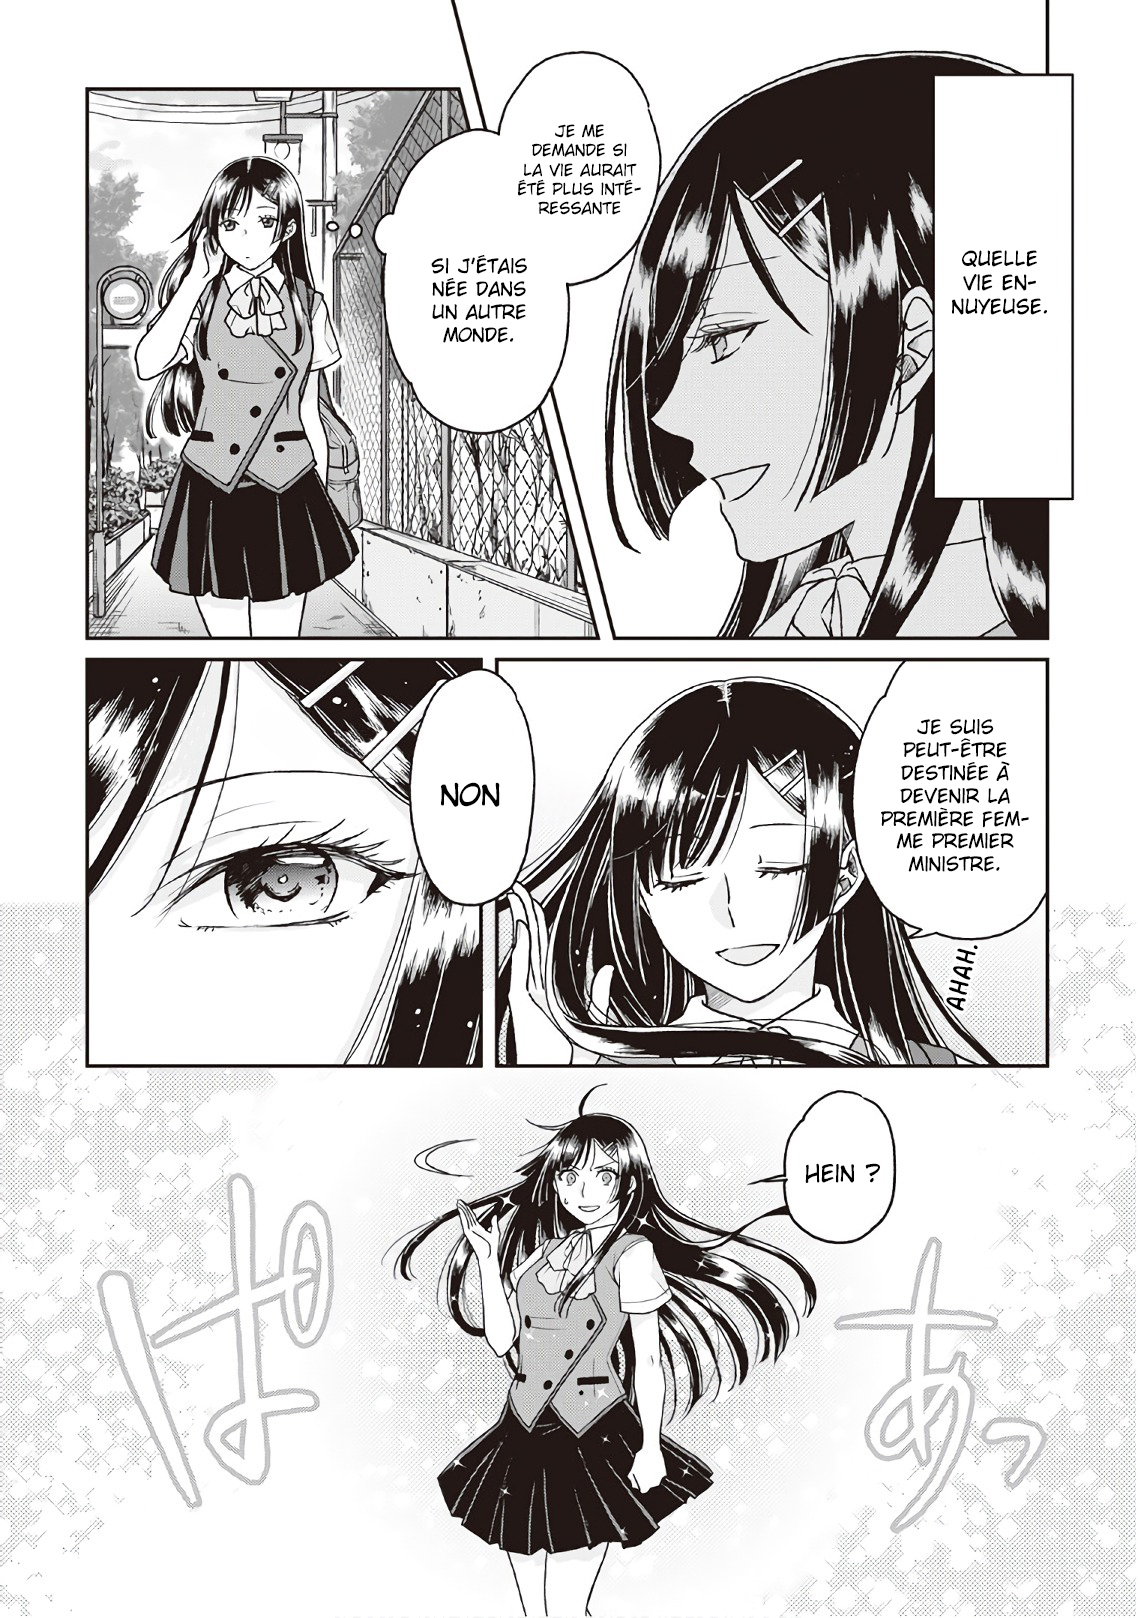 QUELLE
VIE EN-
NUYEUSE.
JE ME
DEMANDE SI
LA VIE AURAIT
ÉTÉ PLUS INTÉ-
RESSANTE
SI J'ÉTAIS
NÉE DANS
UN AUTRE
MONDE.
JE SUIS
PEUT-ÊTRE
DESTINÉE À
DEVENIR LA
PREMIÈRE FEM-
ME PREMIER
MINISTRE.
AHAH.
NON
HEIN ?
あっ
ぱ